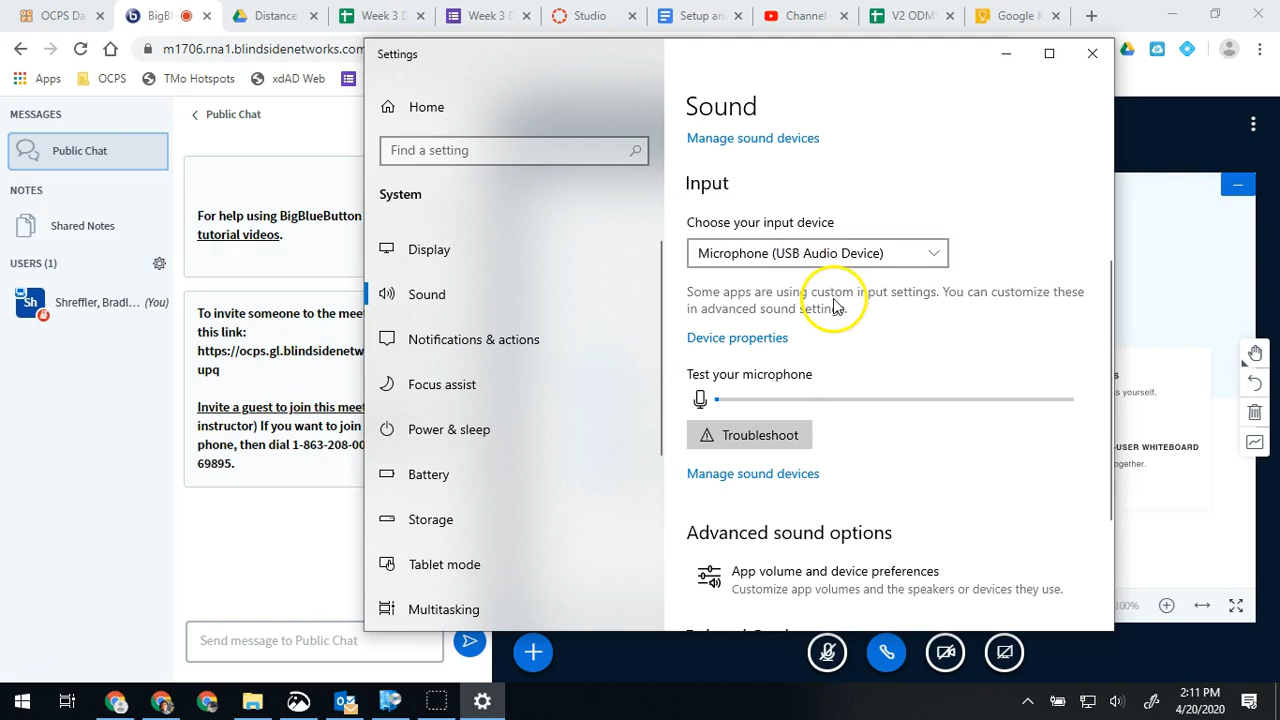 OCPS Da
BigB
Distance
Week 5
Week 3 D
Studio
Setup and
Channel
V2 ODM
Google
m1706.rna1.blindsidenetworks.com
Apps
OCPS
TMo Hotspots
xdAD Web
Settings
MESSAGES
Public Chat
NOTES
Shared Notes
USERS (1)
Sh
Shreffler, Bradl... (You)
Public Chat
For help using BigBlueButton
tutorial videos.
To invite someone to the mee
this link:
https://ocps.gl.blindsidenetw
upq
Invite a guest to join this meet
instructor) If you want to join
phone, then dial 1-863-208-00
69895.
Send message to Public Chat
Home
Find a setting
System
Display
Sound
Notifications & actions
Focus assist
Power & sleep
Battery
Storage
Tablet mode
Multitasking
Sound
Manage sound devices
Input
Choose your input device
Microphone (USB Audio Device)
Some apps are using custom input settings. You can customize these
in advanced sound settings.
Device properties
Test your microphone
Troubleshoot
Manage sound devices
Advanced sound options
App volume and device preferences
Customize app volumes and the speakers or devices they use.
s yourself.
-USER WHITEBOARD
ogether.
100%
2:11 PM
4/20/2020